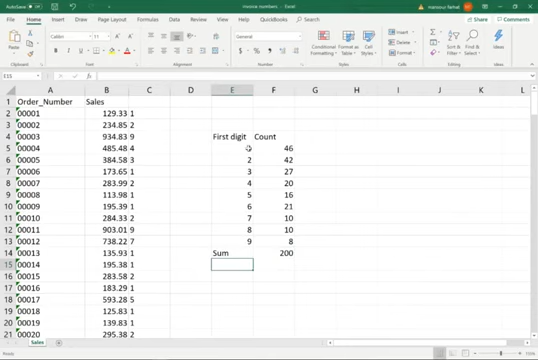 AutoSave Off invoice numbers - Excel mansour farhat
File Home Insert Draw Page Layout Formulas Data Review View Help QuickBooks Search Share Comments
Paste Calibri 11 General Conditional Formatting Format as Table Cell Styles Insert Delete Format Sort & Filter Find & Select Ideas
Clipboard Font Alignment Number Styles Cells Editing Ideas
E15
A B C D E F G H I J K L
1 Order_Number Sales
2 00001 129.33 1
3 00002 234.85 2
4 00003 934.83 9 First digit Count
5 00004 485.48 4 46
6 00005 384.58 3 2 42
7 00006 173.65 1 3 27
8 00007 283.99 2 4 20
9 00008 113.98 1 5 16
10 00009 195.39 1 6 21
11 00010 284.33 2 7 10
12 00011 903.01 9 8 10
13 00012 738.22 7 9 8
14 00013 135.93 1 Sum 200
15 00014 195.38 1
16 00015 283.58 2
17 00016 183.29 1
18 00017 593.28 5
19 00018 125.83 1
20 00019 139.83 1
21 00020 295.38 2
Sales